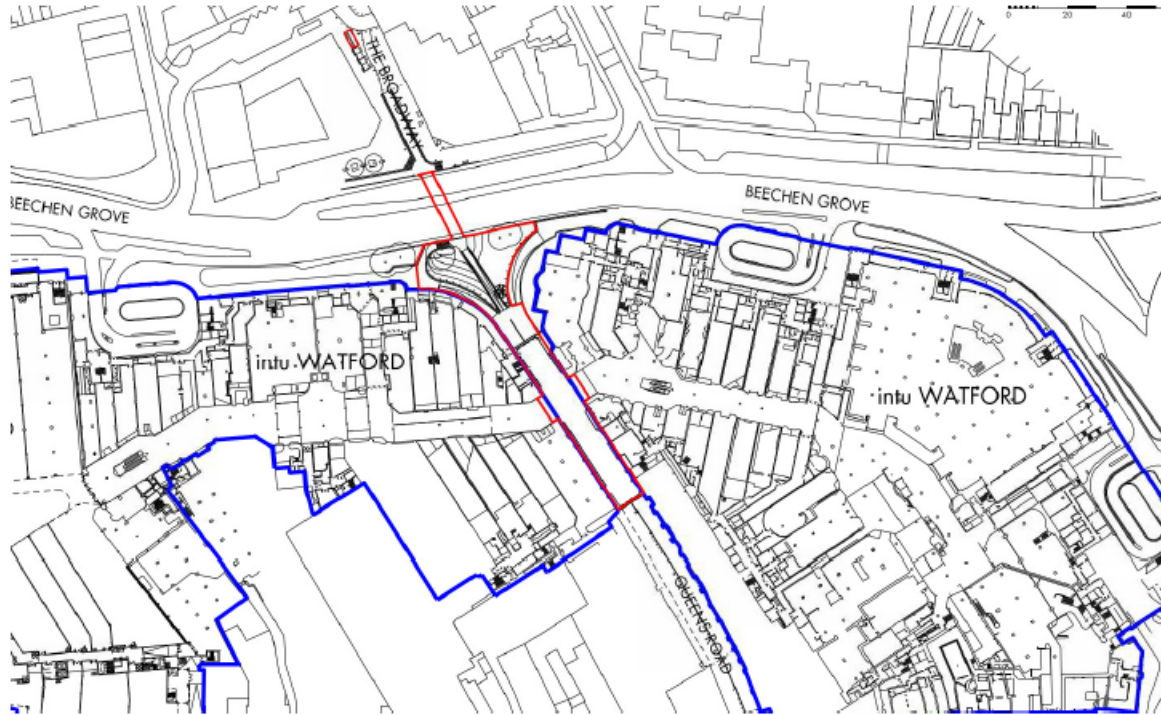 0 20 40
THE BROADWAY
BEECHEN GROVE
BEECHEN GROVE
intu WATFORD
intu WATFORD
QUEENS ROAD